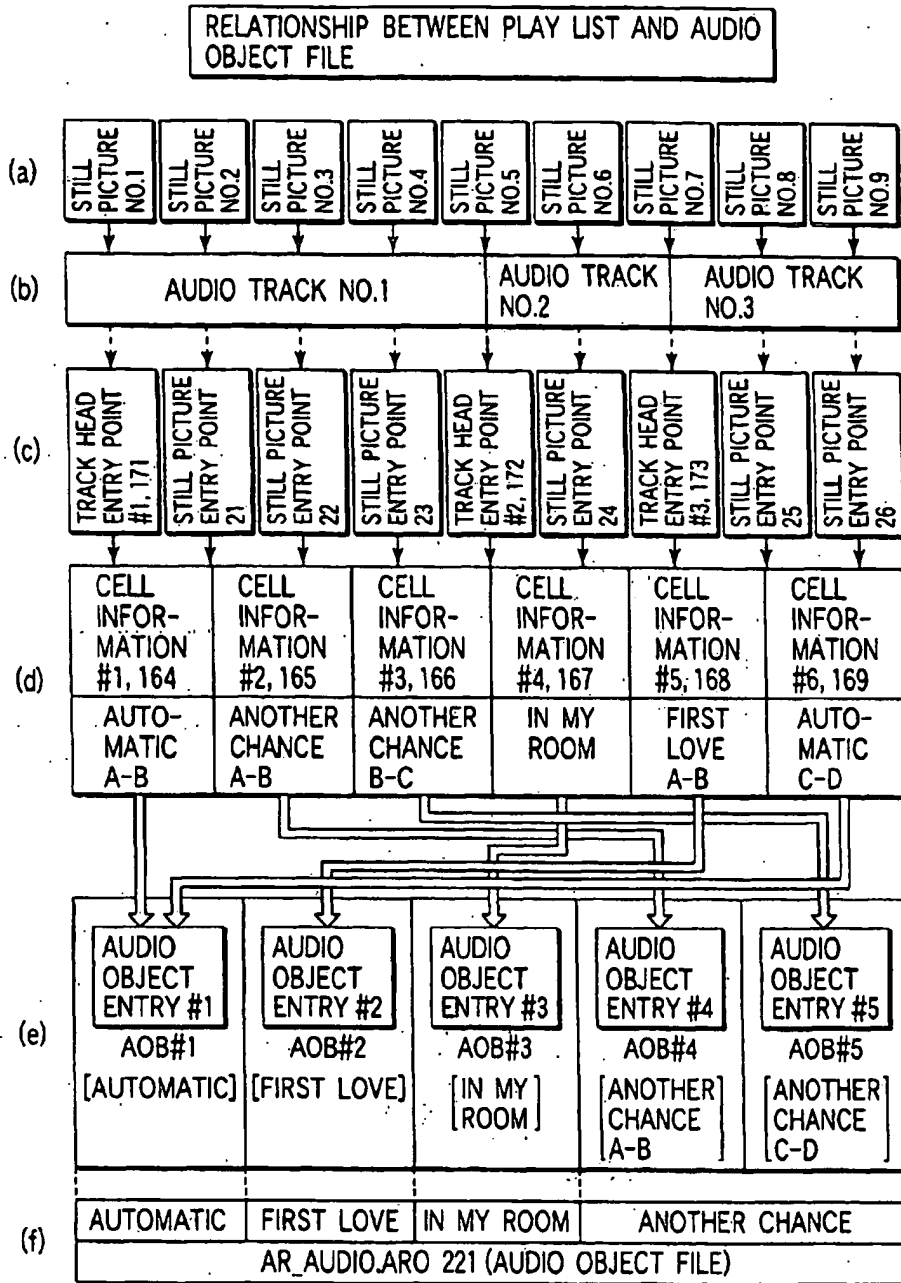 RELATIONSHIP BETWEEN PLAY LIST AND AUDIO
OBJECT FILE
(a)
STILL
PICTURE
NO.1
STILL
PICTURE
NO.2
STILL
PICTURE
NO.3
STILL
PICTURE
NO.4
STILL
PICTURE
NO.5
STILL
PICTURE
NO.6
STILL
PICTURE
NO.7
STILL
PICTURE
NO.8
STILL
PICTURE
NO.9
(b)
AUDIO TRACK NO.1
AUDIO TRACK
NO.2
AUDIO TRACK
NO.3
(c)
TRACK HEAD
ENTRY POINT
#1, 171
STILL PICTURE
ENTRY POINT
21
STILL PICTURE
ENTRY POINT
22
STILL PICTURE
ENTRY POINT
23
TRACK HEAD
ENTRY POINT
#2, 172
STILL PICTURE
ENTRY POINT
24
TRACK HEAD
ENTRY POINT
#3, 173
STILL PICTURE
ENTRY POINT
25
STILL PICTURE
ENTRY POINT
26
(d)
CELL
INFOR-
MATION
#1, 164
CELL
INFOR-
MATION
#2, 165
CELL
INFOR-
MATION
#3, 166
CELL
INFOR-
MATION
#4, 167
CELL
INFOR-
MATION
#5, 168
CELL
INFOR-
MATION
#6, 169
AUTO-
MATIC
A-B
ANOTHER
CHANCE
A-B
ANOTHER
CHANCE
B-C
IN MY
ROOM
FIRST
LOVE
A-B
AUTO-
MATIC
C-D
(e)
AUDIO
OBJECT
ENTRY #1
AOB#1
[AUTOMATIC]
AUDIO
OBJECT
ENTRY #2
AOB#2
[FIRST LOVE]
AUDIO
OBJECT
ENTRY #3
AOB#3
[IN MY
ROOM]
AUDIO
OBJECT
ENTRY #4
AOB#4
[ANOTHER
CHANCE
A-B]
AUDIO
OBJECT
ENTRY #5
AOB#5
[ANOTHER
CHANCE
C-D]
(f)
AUTOMATIC
FIRST LOVE
IN MY ROOM
ANOTHER CHANCE
AR_AUDIO.ARO 221 (AUDIO OBJECT FILE)